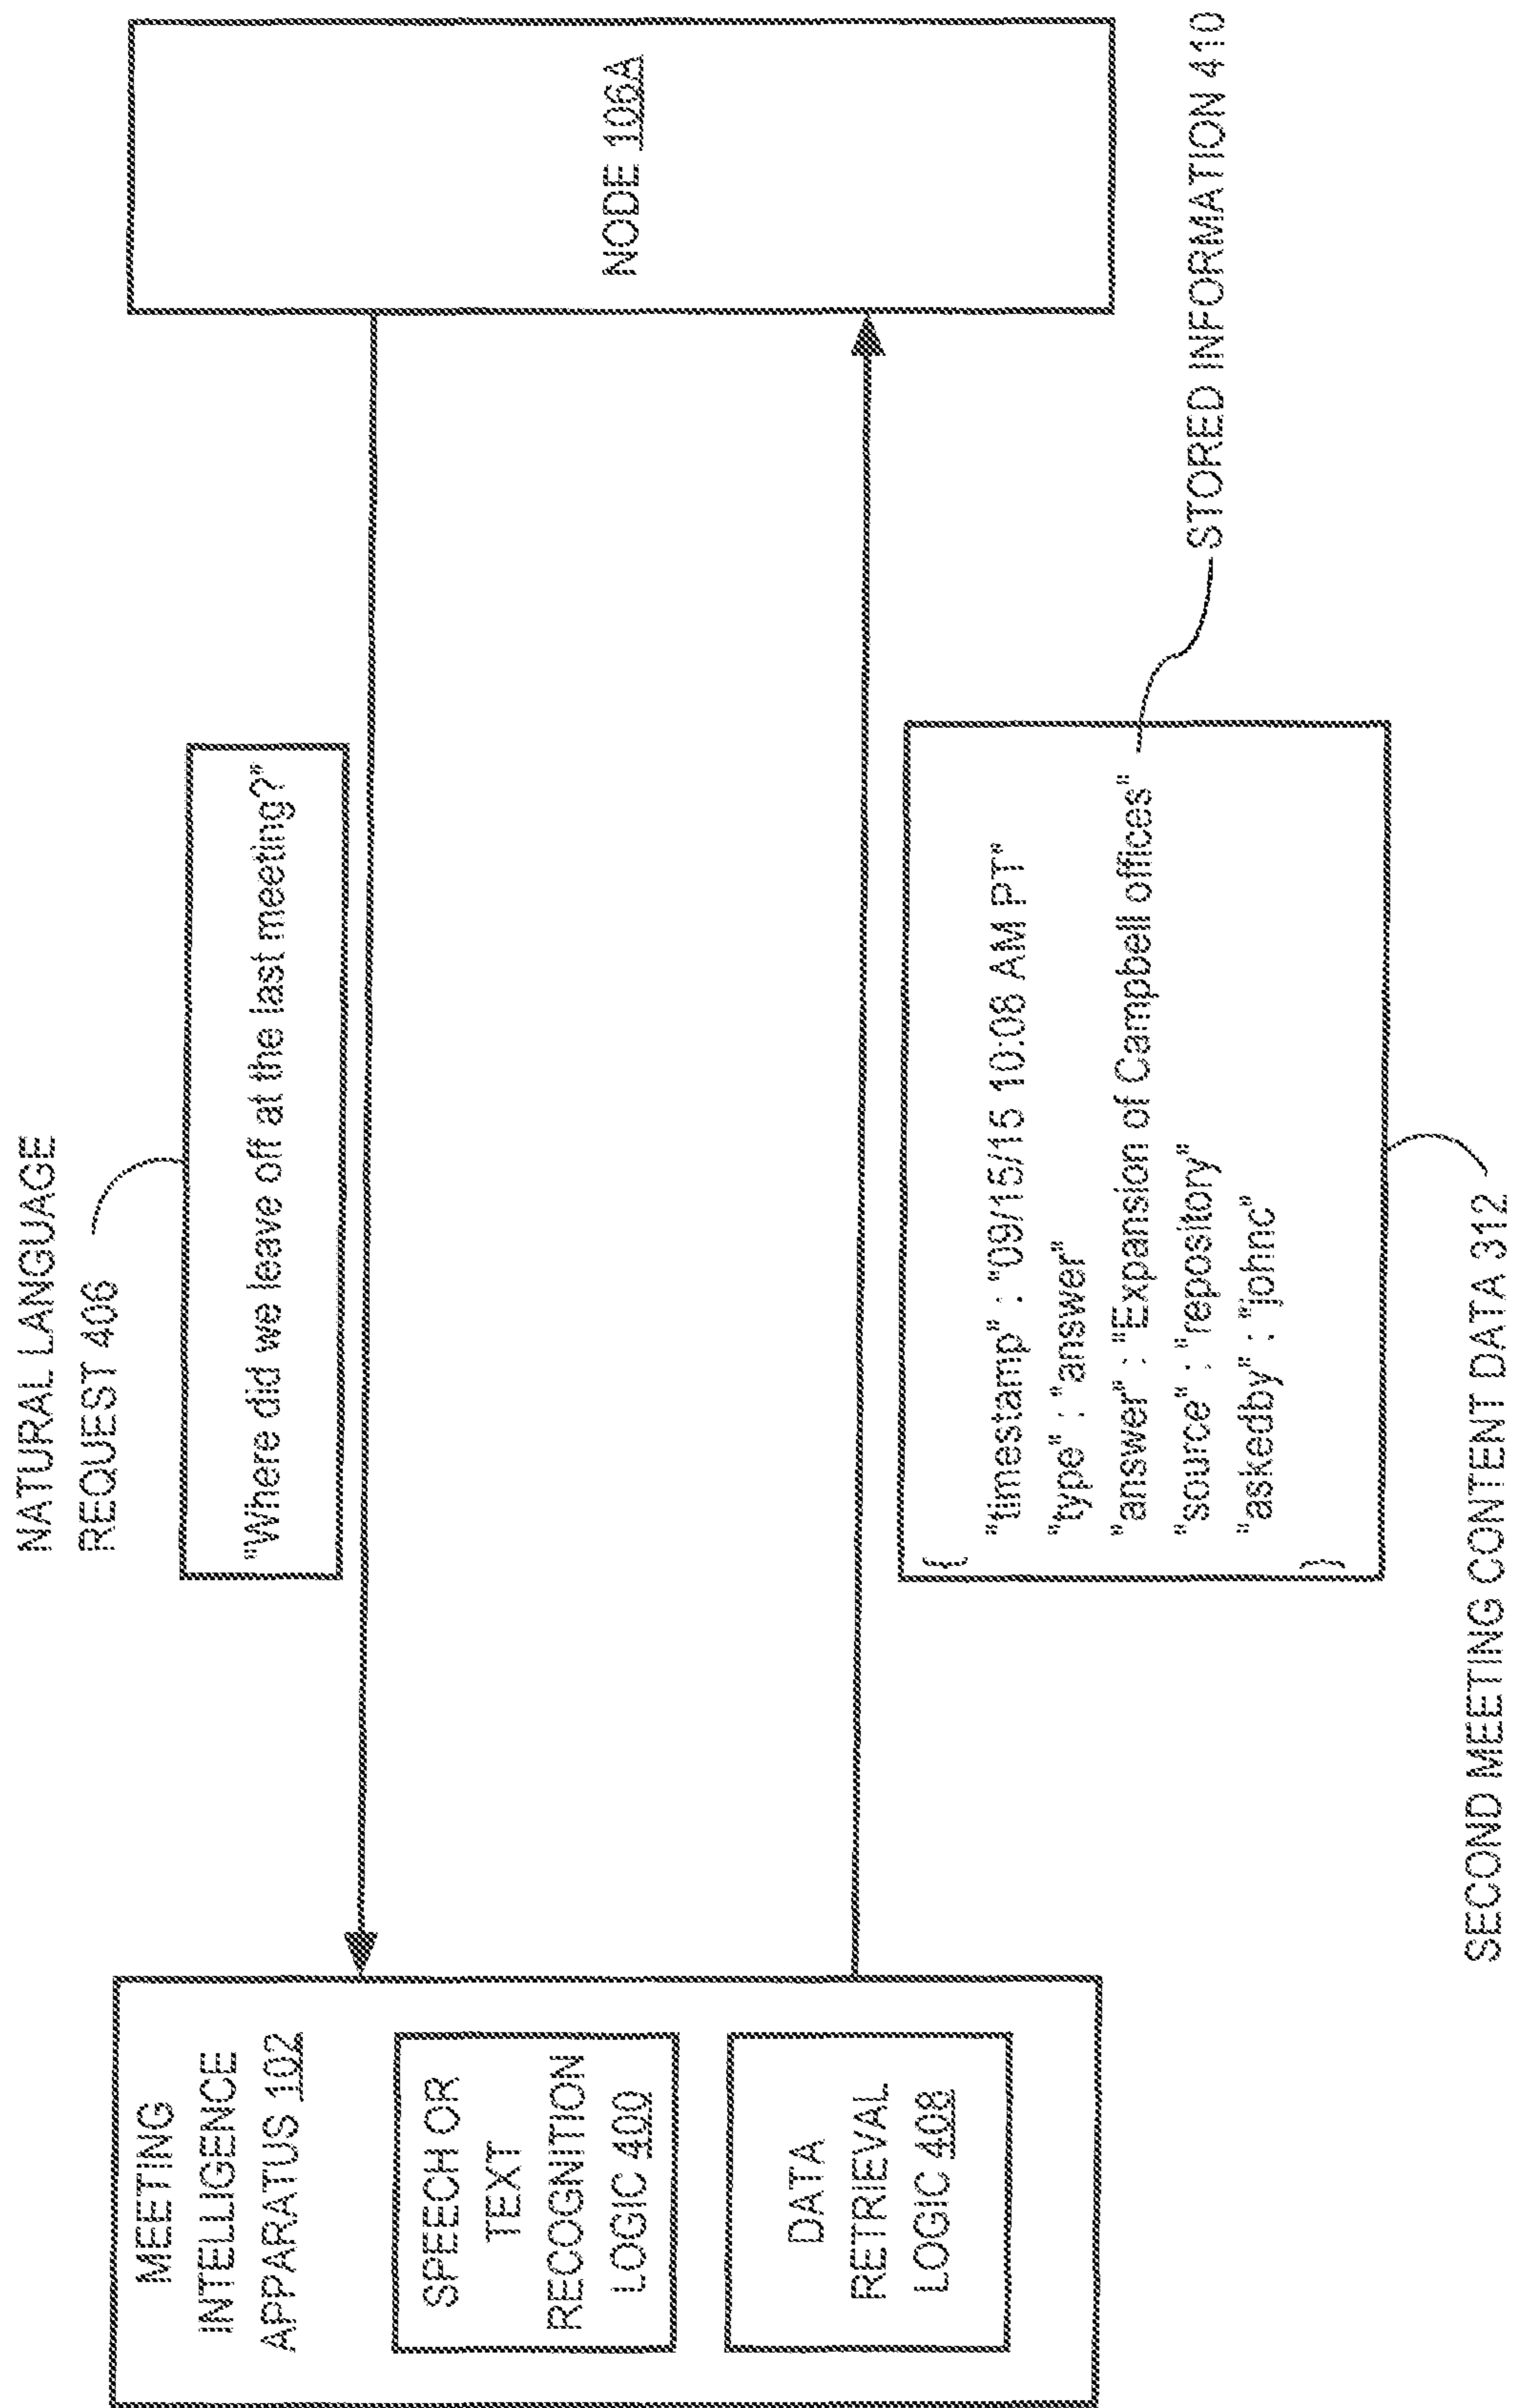 NATURAL LANGUAGE
REQUEST 406
"Where did we leave off at the last meeting?"
MEETING
INTELLIGENCE
APPARATUS 102
SPEECH OR
TEXT
RECOGNITION
LOGIC 400
DATA
RETRIEVAL
LOGIC 408
NODE 106A
{
"timestamp" : "09/15/15 10:08 AM PT"
"type" : "answer"
"answer" : "Expansion of Campbell offices"
"source" : "repository"
"askedby" : "johnc"
}
STORED INFORMATION 410
SECOND MEETING CONTENT DATA 312